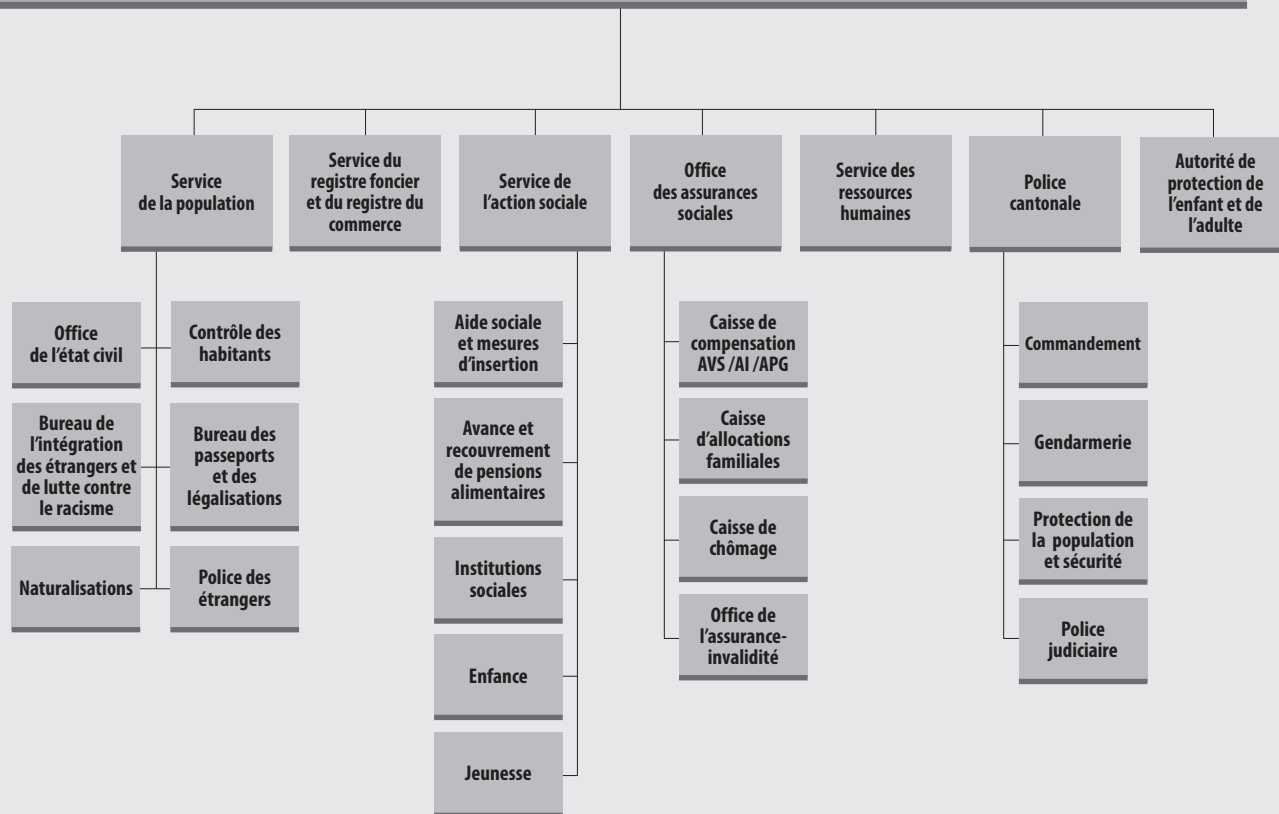 Service
de la population
Service du
registre foncier
et du registre du
commerce
Service de
l'action sociale
Office
des assurances
sociales
Service des
ressources
humaines
Police
cantonale
Autorité de
protection de
l'enfant et de
l'adulte
Office
de l'état civil
Contrôle des
habitants
Bureau de
l'intégration
des étrangers et
de lutte contre
le racisme
Bureau des
passeports
et des
légalisations
Naturalisations
Police des
étrangers
Aide sociale
et mesures
d'insertion
Avance et
recouvrement
de pensions
alimentaires
Institutions
sociales
Enfance
Jeunesse
Caisse de
compensation
AVS /AI /APG
Caisse
d'allocations
familiales
Caisse de
chômage
Office de
l'assurance-
invalidité
Commandement
Gendarmerie
Protection de
la population
et sécurité
Police
judiciaire